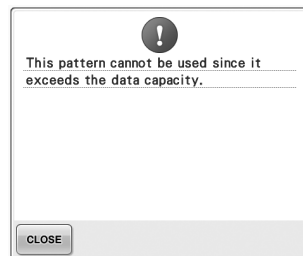 This pattern cannot be used since it
exceeds the data capacity.
CLOSE